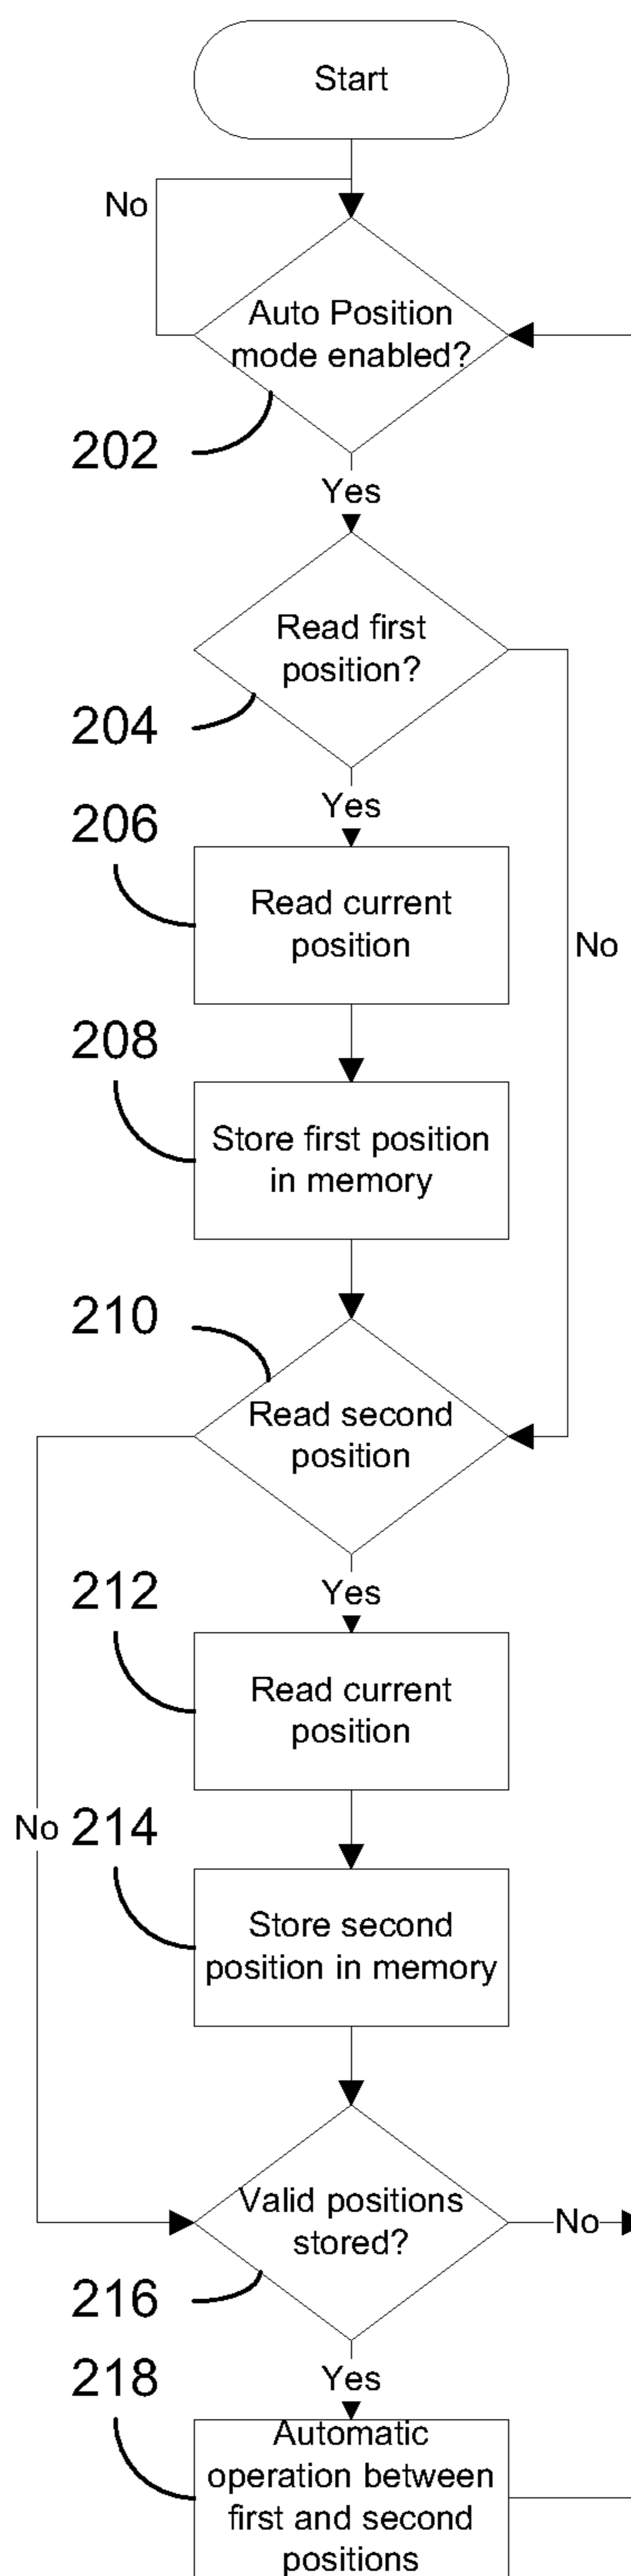 Start
No
Auto Position
mode enabled?
202
Yes
Read first
position?
204
Yes
206
Read current
position
No
208
Store first position
in memory
210
Read second
position
Yes
212
Read current
position
No
214
Store second
position in memory
Valid positions
stored?
No
216
Yes
218
Automatic
operation between
first and second
positions